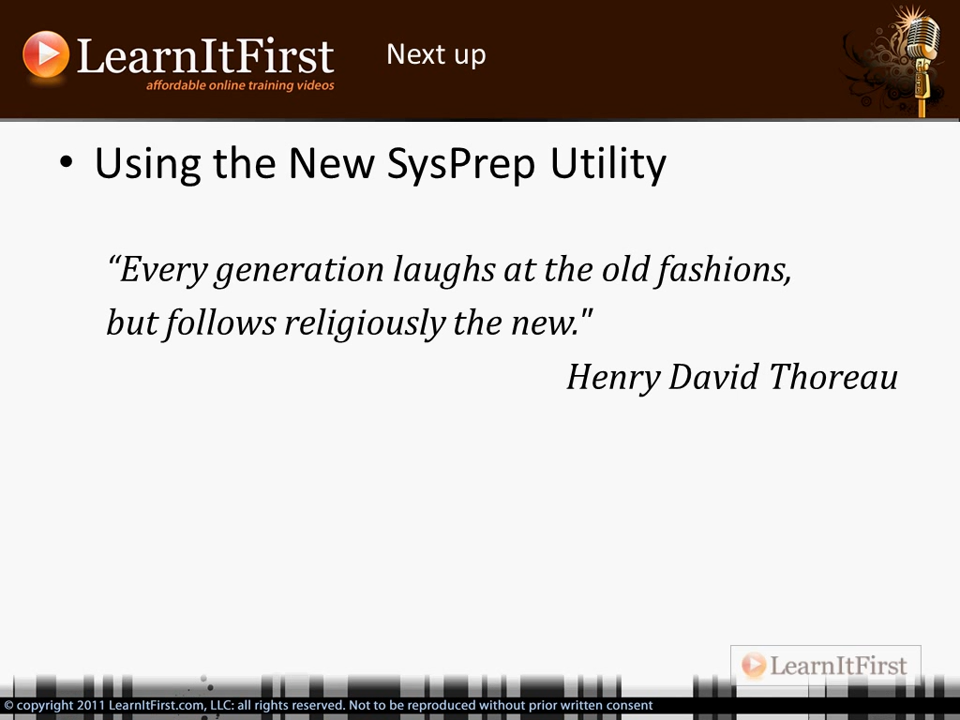 LearnItFirst
affordable online training videos
Next up
• Using the New SysPrep Utility
“Every generation laughs at the old fashions,
but follows religiously the new."
Henry David Thoreau
LearnItFirst
© copyright 2011 LearnItFirst.com, LLC: all rights reserved. Not to be reproduced without prior written consent